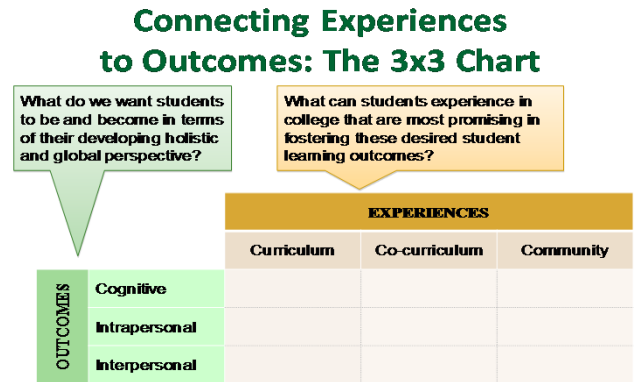 Connecting Experiences
to Outcomes: The 3x3 Chart
What do we want students
to be and become in terms
of their developing holistic
and global perspective?
What can students experience in
college that are most promising in
fostering these desired student
learning outcomes?
EXPERIENCES
Curriculum Co-curriculum Community
OUTCOMES
Cognitive
Intrapersonal
Interpersonal